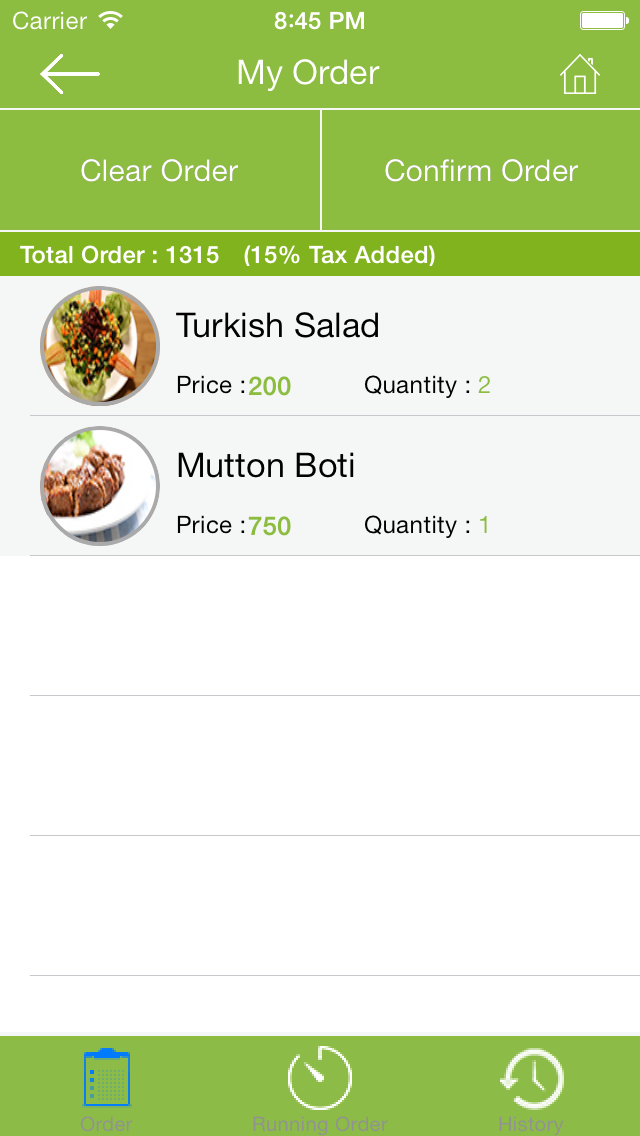 Carrier 8:45 PM
My Order
Clear Order Confirm Order
Total Order : 1315 (15% Tax Added)
Turkish Salad
Price : 200 Quantity : 2
Mutton Boti
Price : 750 Quantity : 1
Order Running Order History